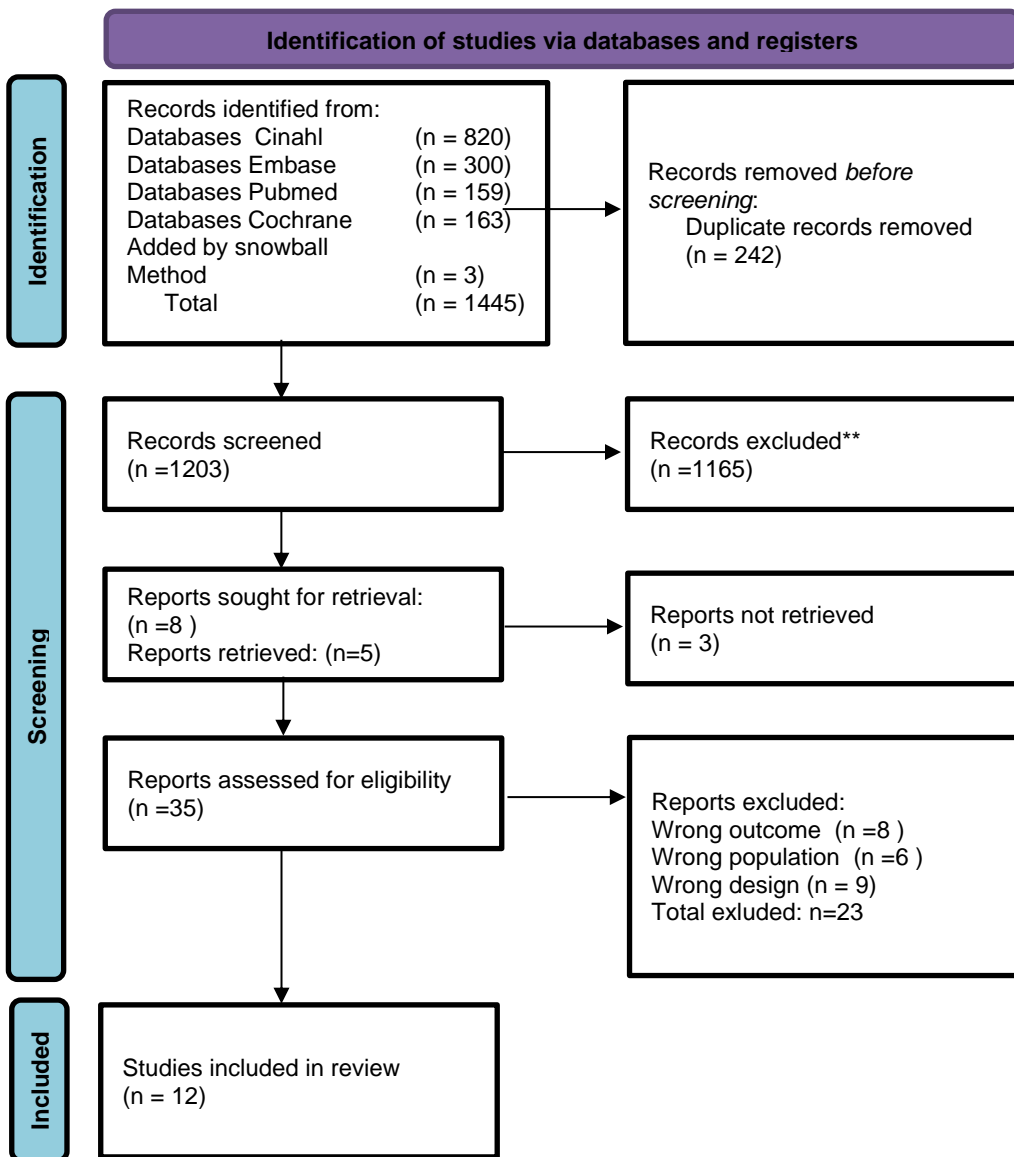 Identification of studies via databases and registers
Identification
Records identified from:
Databases  Cinahl (n = 820)
Databases Embase (n = 300)
Databases Pubmed (n = 159)
Databases Cochrane (n = 163)
Added by snowball
Method (n = 3)
Total (n = 1445)
Records removed before
screening:
Duplicate records removed
(n = 242)
Screening
Records screened
(n =1203)
Records excluded**
(n =1165)
Reports sought for retrieval:
(n =8 )
Reports retrieved: (n=5)
Reports not retrieved
(n = 3)
Reports assessed for eligibility
(n =35)
Reports excluded:
Wrong outcome  (n =8 )
Wrong population  (n =6 )
Wrong design (n = 9)
Total exluded: n=23
Included
Studies included in review
(n = 12)